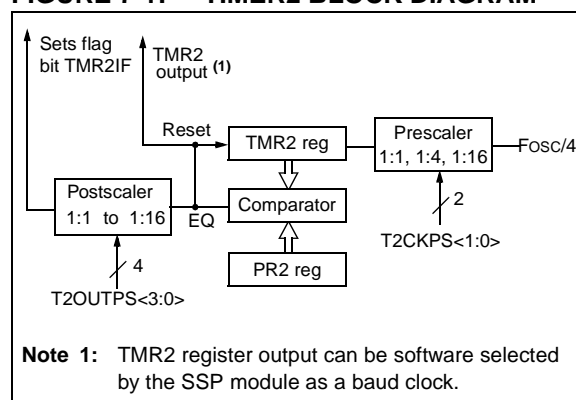 FIGURE 7-1: TIMER2 BLOCK DIAGRAM
Sets flag
bit TMR2IF
TMR2
output (1)
Reset
TMR2 reg
Prescaler
1:1, 1:4, 1:16
FOSC/4
2
T2CKPS<1:0>
Postscaler
1:1 to 1:16
EQ
Comparator
4
T2OUTPS<3:0>
PR2 reg
Note 1: TMR2 register output can be software selected
by the SSP module as a baud clock.